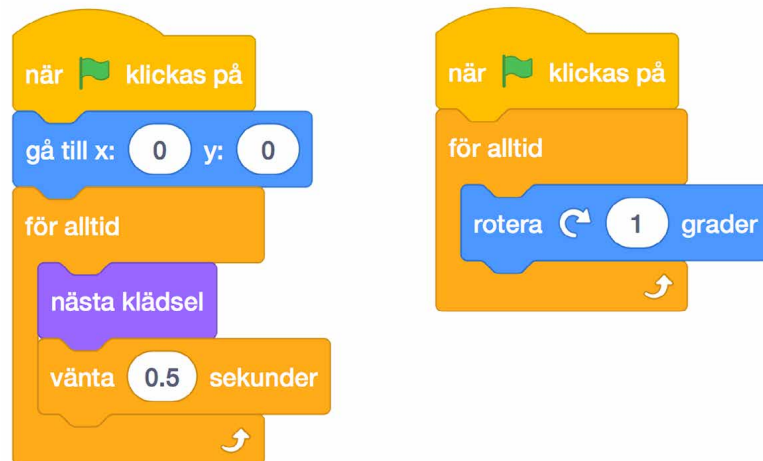 när klickas på
gå till x: 0 y: 0
för alltid
nästa klädsel
vänta 0.5 sekunder
när klickas på
för alltid
rotera 1 grader